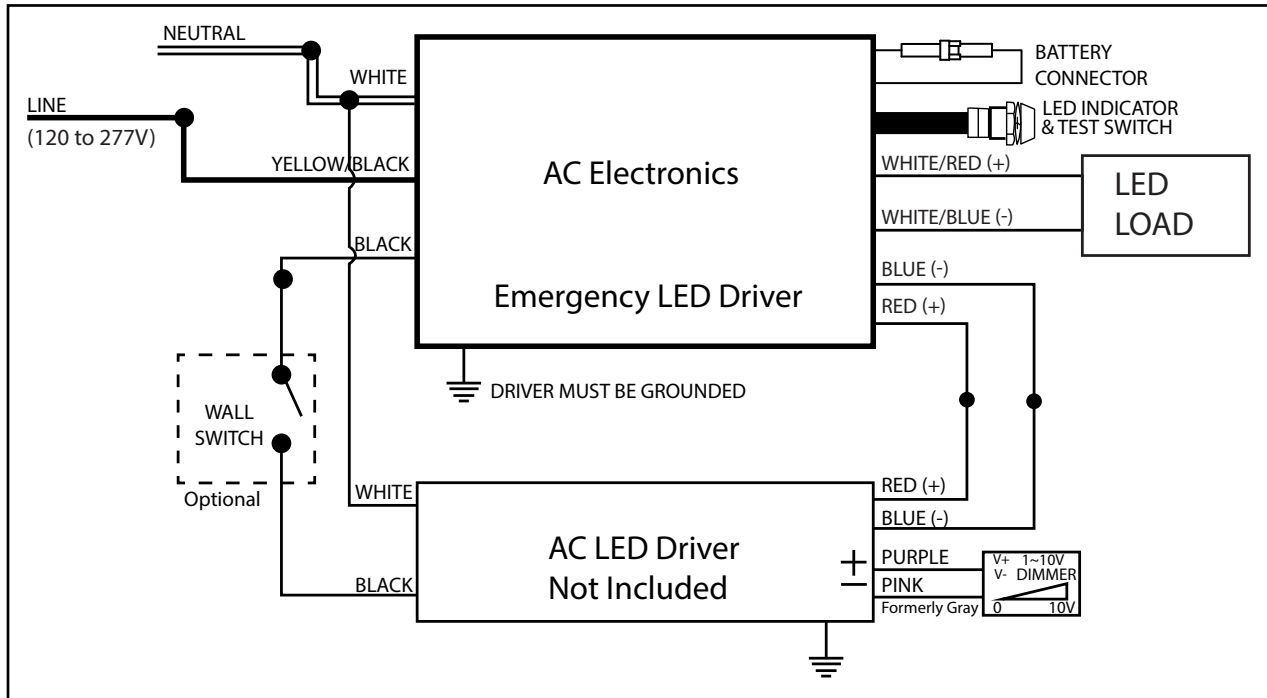 NEUTRAL
WHITE
LINE
(120 to 277V)
YELLOW/BLACK
BLACK
AC Electronics
Emergency LED Driver
BATTERY
CONNECTOR
LED INDICATOR
& TEST SWITCH
WHITE/RED (+)
WHITE/BLUE (-)
LED
LOAD
BLUE (-)
RED (+)
DRIVER MUST BE GROUNDED
WALL
SWITCH
Optional
WHITE
BLACK
AC LED Driver
Not Included
RED (+)
BLUE (-)
+ PURPLE
− PINK
Formerly Gray
V+ 1~10V
V- DIMMER
0 10V